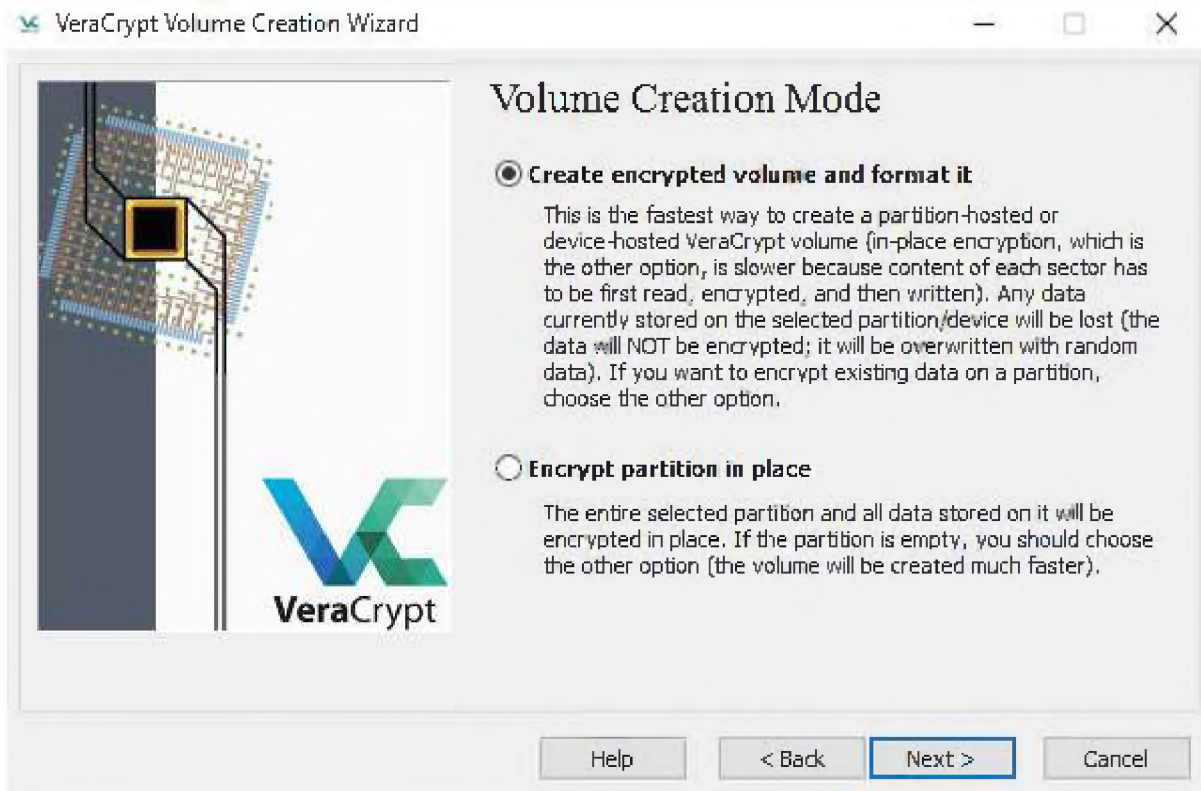 VeraCrypt Volume Creation Wizard
Volume Creation Mode
Create encrypted volume and format it
This is the fastest way to create a partition-hosted or
device-hosted VeraCrypt volume (in-place encryption, which is
the other option, is slower because content of each sector has
to be first read, encrypted, and then written). Any data
currently stored on the selected partition/device will be lost (the
data will NOT be encrypted; it will be overwritten with random
data). If you want to encrypt existing data on a partition,
choose the other option.
Encrypt partition in place
The entire selected partition and all data stored on it will be
encrypted in place. If the partition is empty, you should choose
the other option (the volume will be created much faster).
VeraCrypt
Help
< Back
Next >
Cancel